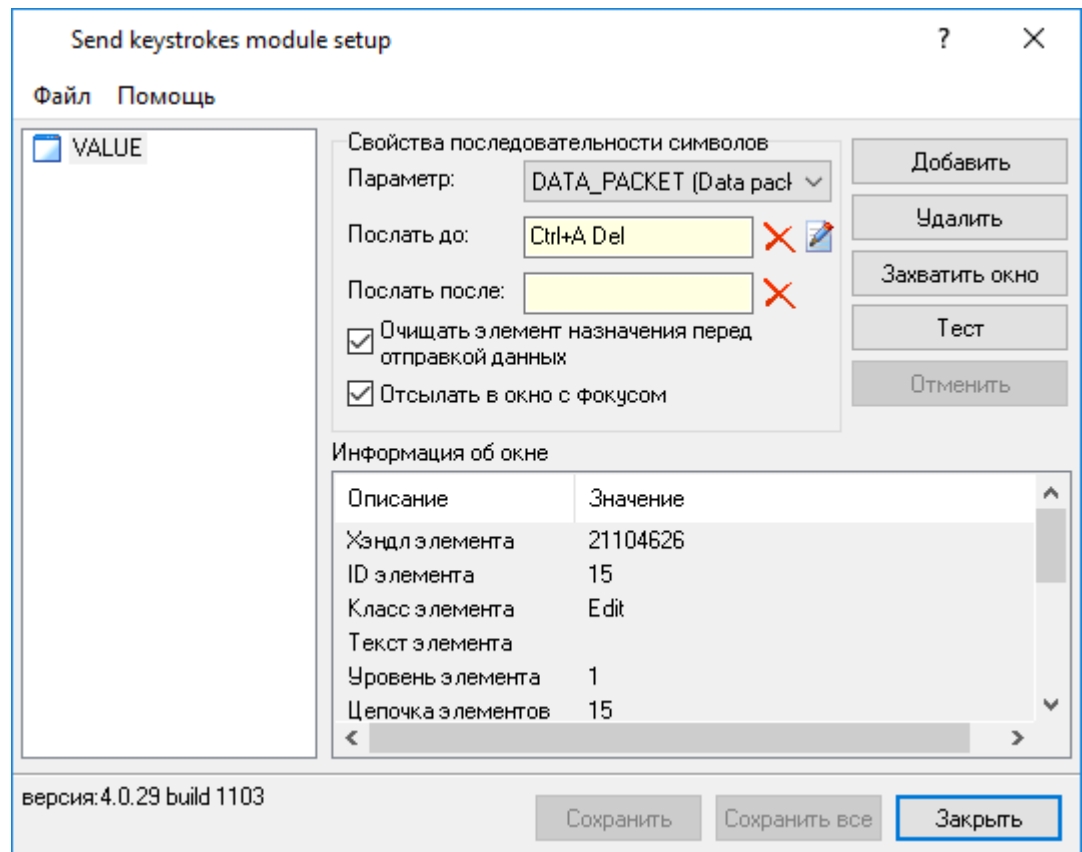 Send keystrokes module setup
?
Файл Помощь
VALUE
Свойства последовательности символов
Параметр: DATA_PACKET (Data pack
Послать до: Ctrl+A Del
Послать после:
Очищать элемент назначения перед
отправкой данных
Отсылать в окно с фокусом
Добавить
Удалить
Захватить окно
Тест
Отменить
Информация об окне
Описание Значение
Хэндл элемента 21104626
ID элемента 15
Класс элемента Edit
Текст элемента
Уровень элемента 1
Цепочка элементов 15
версия:4.0.29 build 1103
Сохранить Сохранить все Закрыть